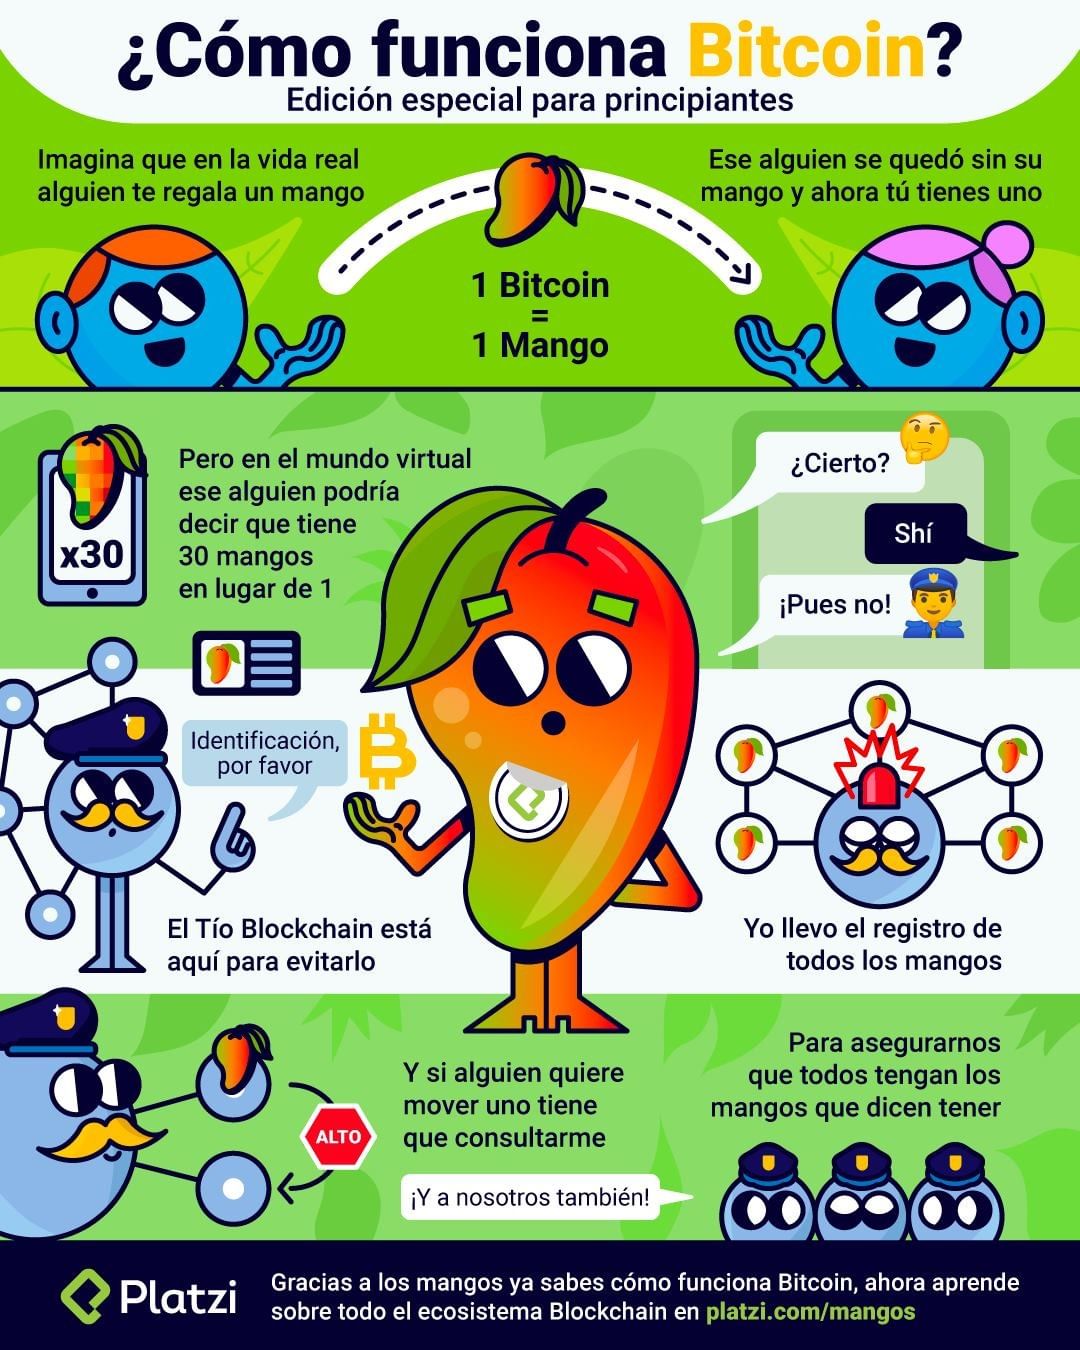 ¿Cómo funciona Bitcoin?
Edición especial para principiantes
Imagina que en la vida real
alguien te regala un mango
Ese alguien se quedó sin su
mango y ahora tú tienes uno
1 Bitcoin
=
1 Mango
x30
Pero en el mundo virtual
ese alguien podría
decir que tiene
30 mangos
en lugar de 1
¿Cierto?
Shí
¡Pues no!
Identificación,
por favor
El Tío Blockchain está
aquí para evitarlo
Yo llevo el registro de
todos los mangos
ALTO
Y si alguien quiere
mover uno tiene
que consultarme
¡Y a nosotros también!
Para asegurarnos
que todos tengan los
mangos que dicen tener
Platzi
Gracias a los mangos ya sabes cómo funciona Bitcoin, ahora aprende
sobre todo el ecosistema Blockchain en platzi.com/mangos